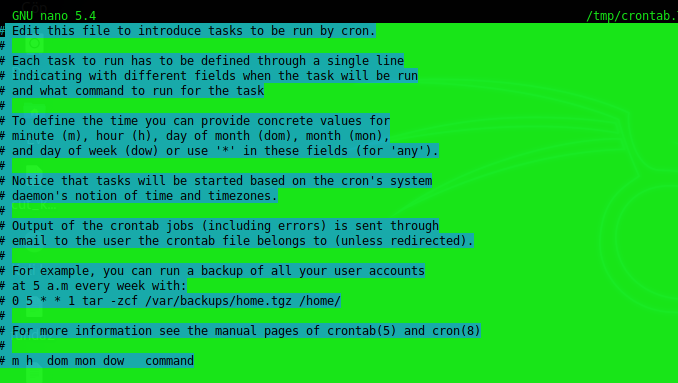 GNU nano 5.4 /tmp/crontab.
# Edit this file to introduce tasks to be run by cron.
#
# Each task to run has to be defined through a single line
# indicating with different fields when the task will be run
# and what command to run for the task
#
# To define the time you can provide concrete values for
# minute (m), hour (h), day of month (dom), month (mon),
# and day of week (dow) or use '*' in these fields (for 'any').
#
# Notice that tasks will be started based on the cron's system
# daemon's notion of time and timezones.
#
# Output of the crontab jobs (including errors) is sent through
# email to the user the crontab file belongs to (unless redirected).
#
# For example, you can run a backup of all your user accounts
# at 5 a.m every week with:
# 0 5 * * 1 tar -zcf /var/backups/home.tgz /home/
#
# For more information see the manual pages of crontab(5) and cron(8)
#
# m h  dom mon dow   command